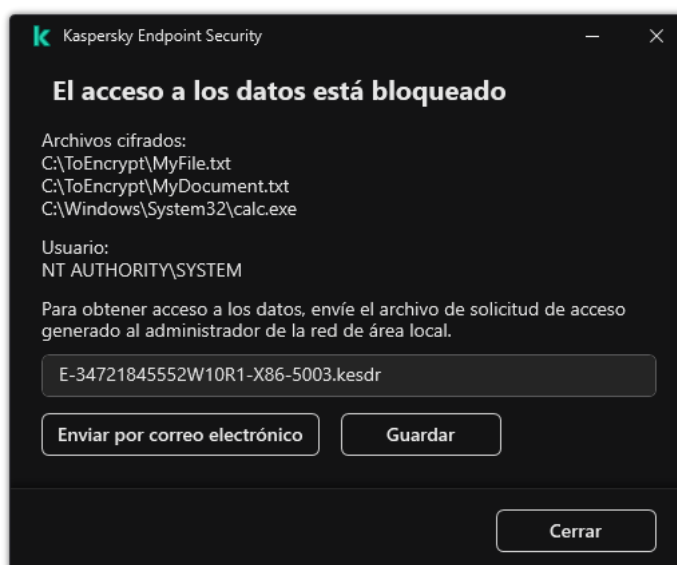 Kaspersky Endpoint Security
El acceso a los datos está bloqueado
Archivos cifrados:
C:\ToEncrypt\MyFile.txt
C:\ToEncrypt\MyDocument.txt
C:\Windows\System32\calc.exe
Usuario:
NT AUTHORITY\SYSTEM
Para obtener acceso a los datos, envíe el archivo de solicitud de acceso
generado al administrador de la red de área local.
E-34721845552W10R1-X86-5003.kesdr
Enviar por correo electrónico
Guardar
Cerrar